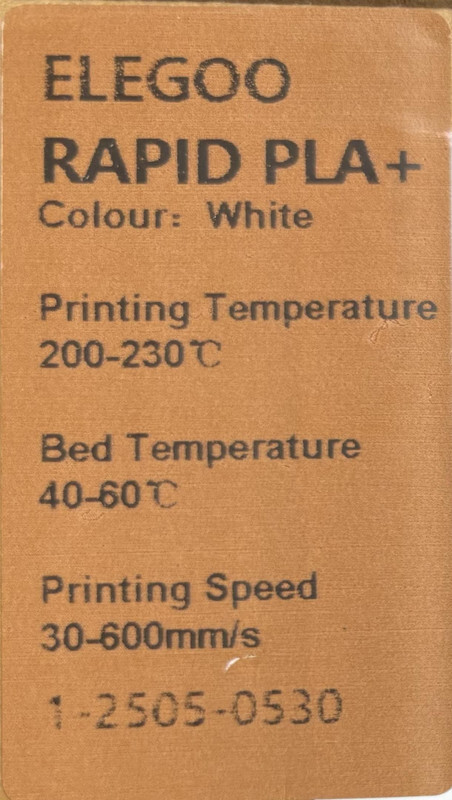 ELEGOO
RAPID PLA+
Colour: White
Printing Temperature
200-230℃
Bed Temperature
40-60℃
Printing Speed
30-600mm/s
1-2505-0530